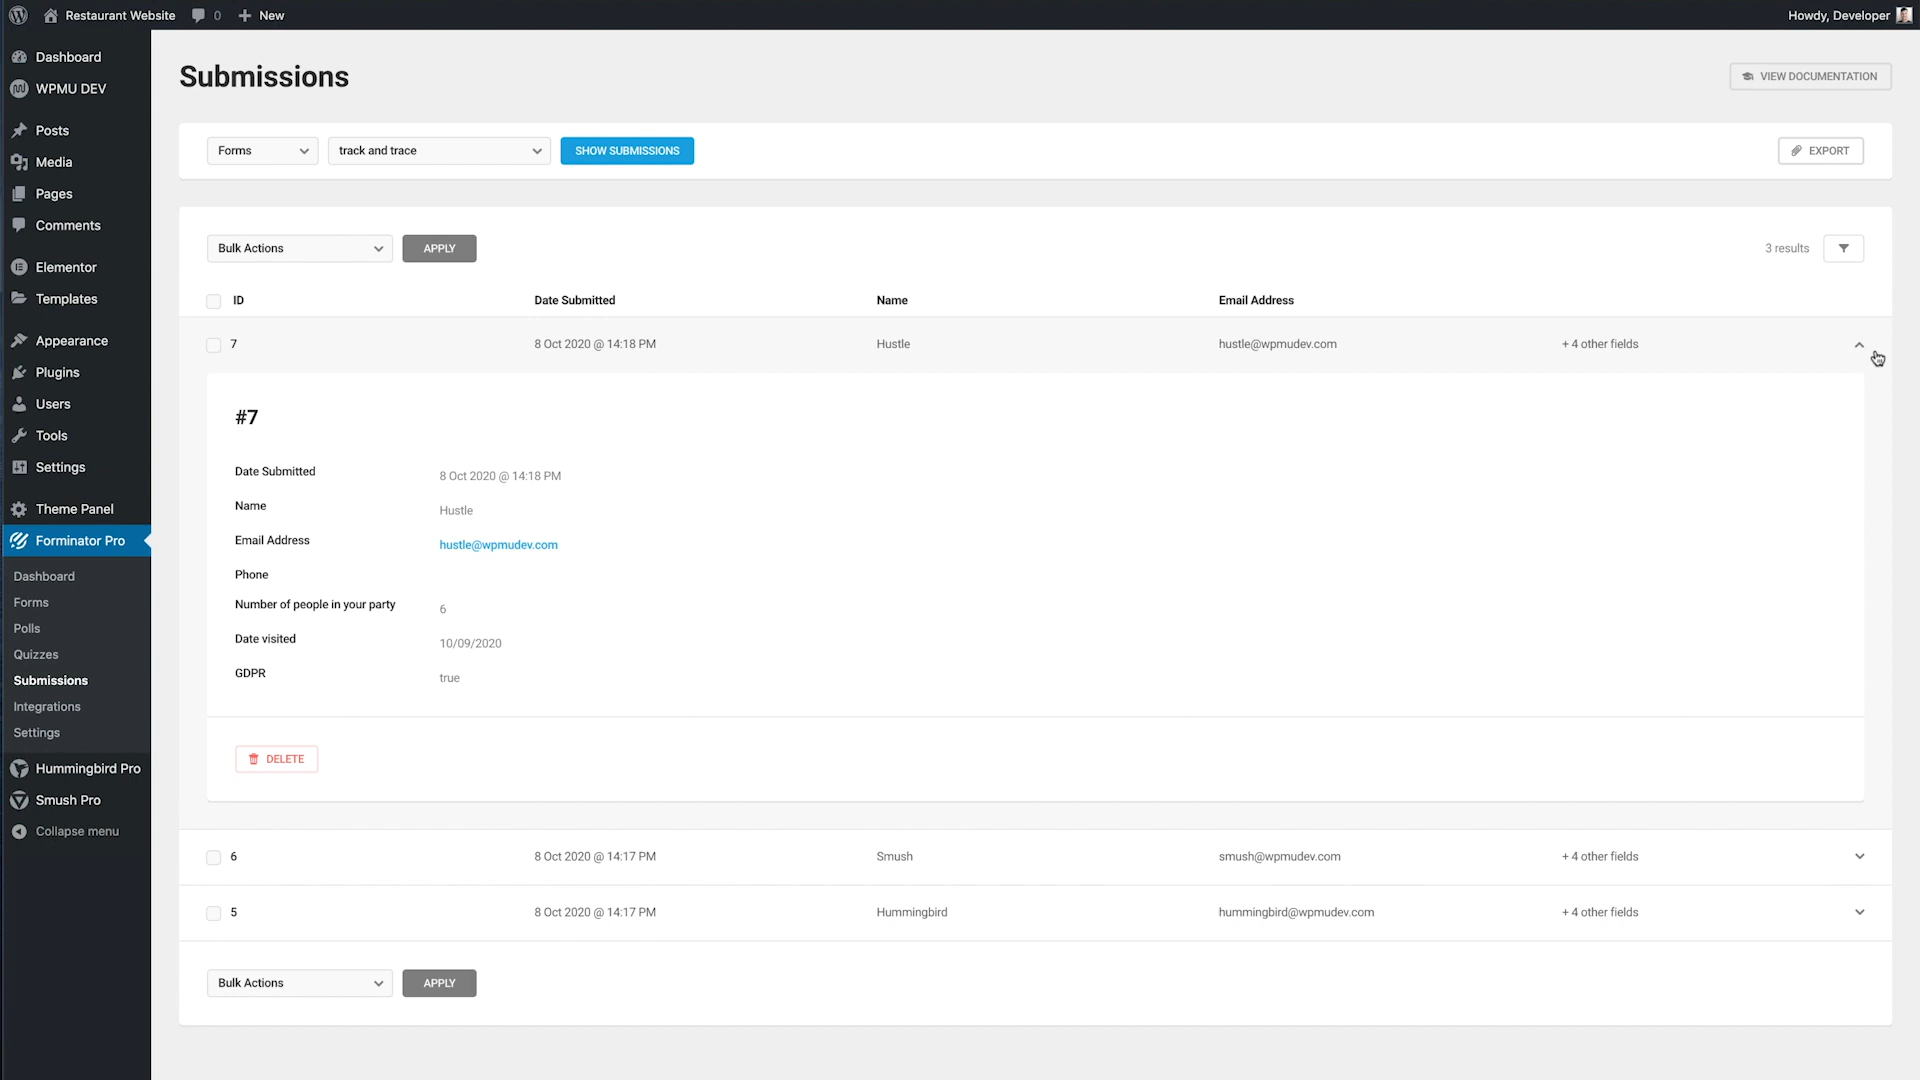 Restaurant Website 0 New Howdy, Developer
Dashboard
WPMU DEV
Posts
Media
Pages
Comments
Elementor
Templates
Appearance
Plugins
Users
Tools
Settings
Theme Panel
Forminator Pro
Dashboard
Forms
Polls
Quizzes
Submissions
Integrations
Settings
Hummingbird Pro
Smush Pro
Collapse menu
Submissions VIEW DOCUMENTATION
Forms track and trace SHOW SUBMISSIONS EXPORT
Bulk Actions APPLY 3 results
ID Date Submitted Name Email Address
7 8 Oct 2020 @ 14:18 PM Hustle hustle@wpmudev.com + 4 other fields
#7
Date Submitted 8 Oct 2020 @ 14:18 PM
Name Hustle
Email Address hustle@wpmudev.com
Phone
Number of people in your party 6
Date visited 10/09/2020
GDPR true
DELETE
6 8 Oct 2020 @ 14:17 PM Smush smush@wpmudev.com + 4 other fields
5 8 Oct 2020 @ 14:17 PM Hummingbird hummingbird@wpmudev.com + 4 other fields
Bulk Actions APPLY